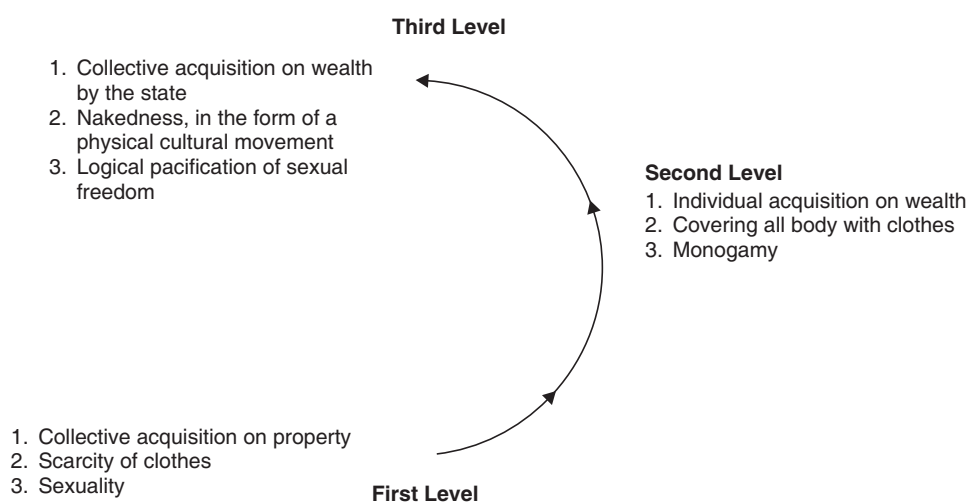 Third Level
1. Collective acquisition on wealth
by the state
2. Nakedness, in the form of a
physical cultural movement
3. Logical pacification of sexual
freedom
Second Level
1. Individual acquisition on wealth
2. Covering all body with clothes
3. Monogamy
1. Collective acquisition on property
2. Scarcity of clothes
3. Sexuality
First Level